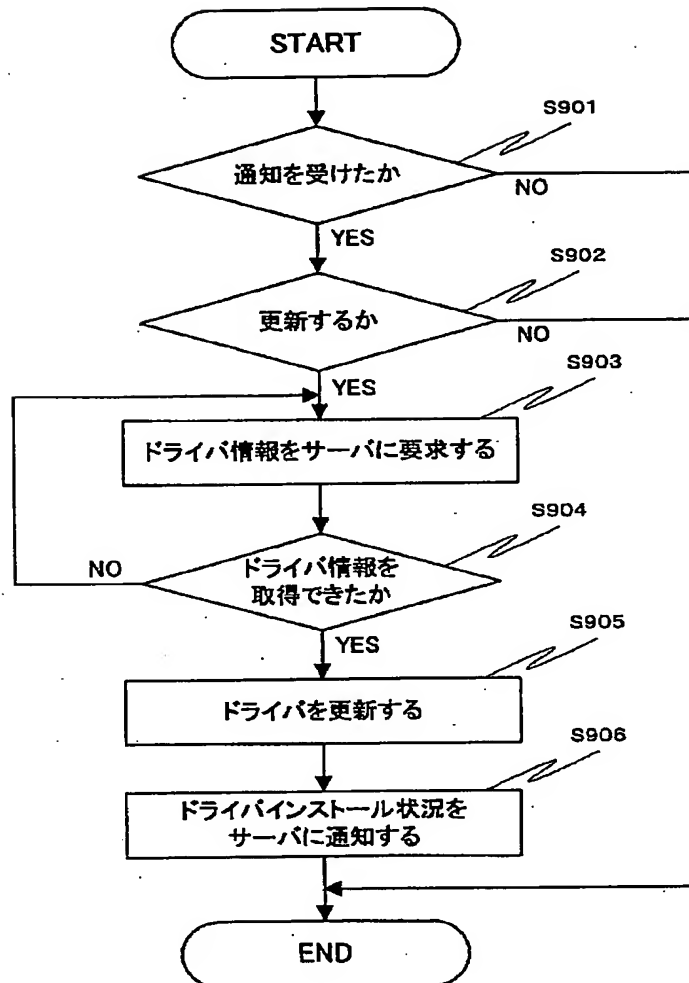 START
S901
通知を受けたか
NO
YES
S902
更新するか
NO
YES
S903
ドライバ情報をサーバに要求する
S904
NO
ドライバ情報を
取得できたか
YES
S905
ドライバを更新する
S906
ドライバインストール状況を
サーバに通知する
END